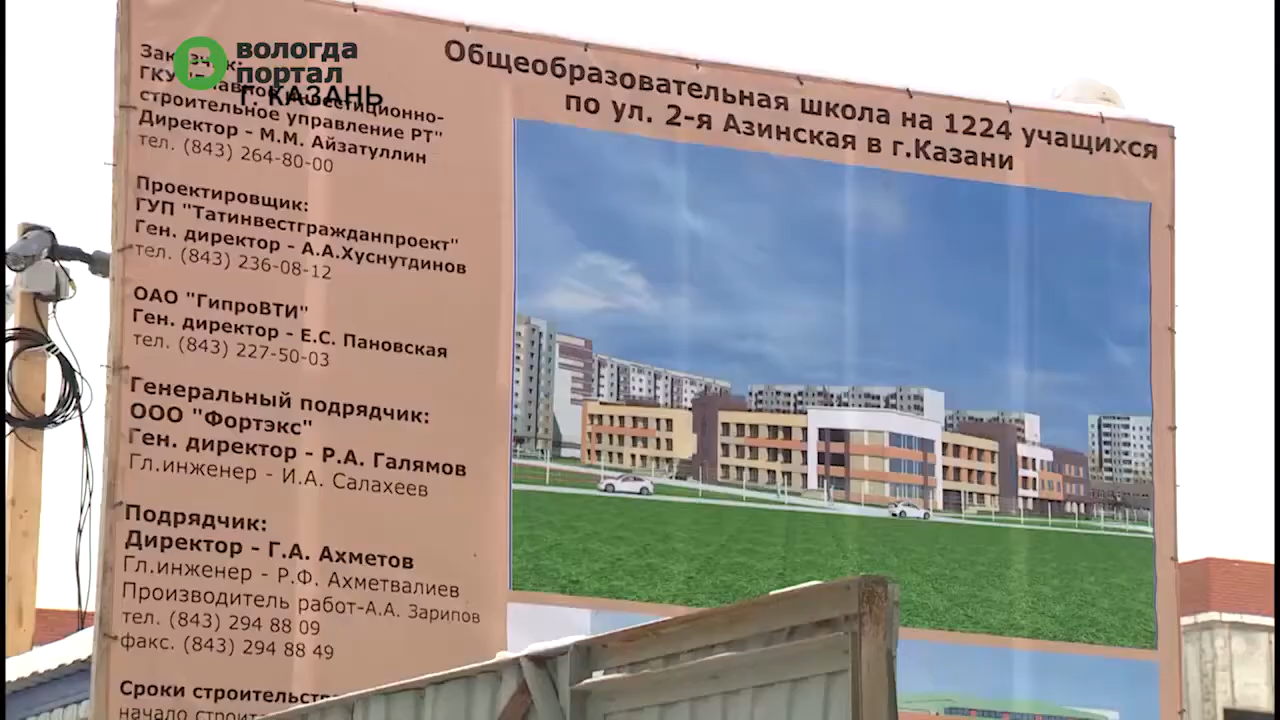 вологда
портал
г. КАЗАНЬ
Общеобразовательная школа на 1224 учащихся
по ул. 2-я Азинская в г.Казани
строительное управление РТ"
Директор - М.М. Айзатуллин
тел. (843) 264-80-00
Проектировщик:
ГУП "Татинвестгражданпроект"
Ген. директор - А.А.Хуснутдинов
тел. (843) 236-08-12
ОАО "ГипроВТИ"
Ген. директор - Е.С. Пановская
тел. (843) 227-50-03
Генеральный подрядчик:
ООО "Фортэкс"
Ген. директор - Р.А. Галямов
Гл.инженер - И.А. Салахеев
Подрядчик:
Директор - Г.А. Ахметов
Гл.инженер - Р.Ф. Ахметвалиев
Производитель работ-А.А. Зарипов
тел. (843) 294 88 09
факс. (843) 294 88 49
Сроки
начало